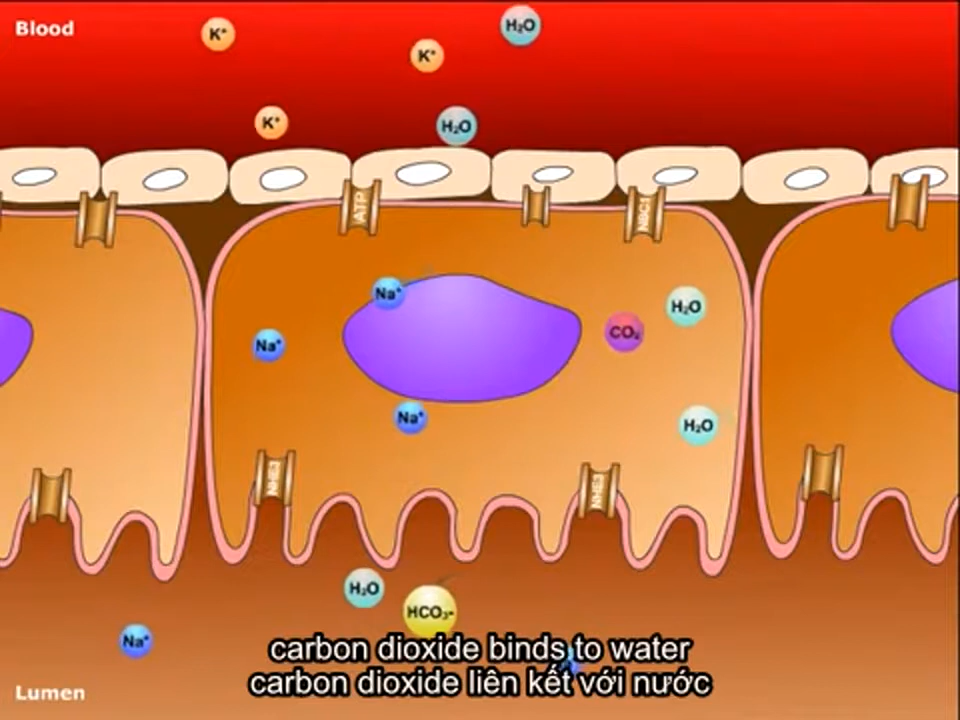 Blood
K⁺
H₂O
K⁺
K⁺
H₂O
ATP
NBC1
Na⁺
H₂O
CO₂
Na⁺
Na⁺
H₂O
NHE3
NHE3
H₂O
HCO₃-
Na⁺
carbon dioxide binds to water
carbon dioxide liên kết với nước
Lumen